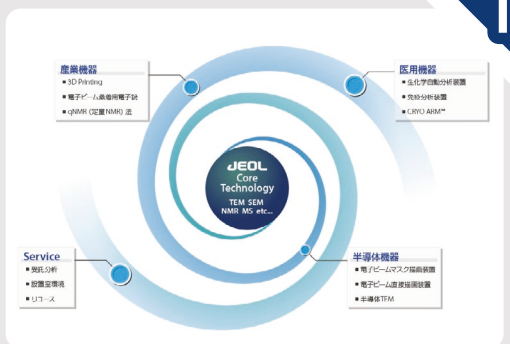 産業機器
■ 3D Printing
■ 電子ビーム蒸着用電子銃
■ qNMR (定量NMR) 法
医用機器
■ 生化学自動分析装置
■ 免疫分析装置
■ CRYO ARM™
JEOL
Core
Technology
TEM SEM
NMR MS etc...
Service
■ 受託分析
■ 設置室環境
■ リユース
半導体機器
■ 電子ビームマスク描画装置
■ 電子ビーム直接描画装置
■ 半導体TEM